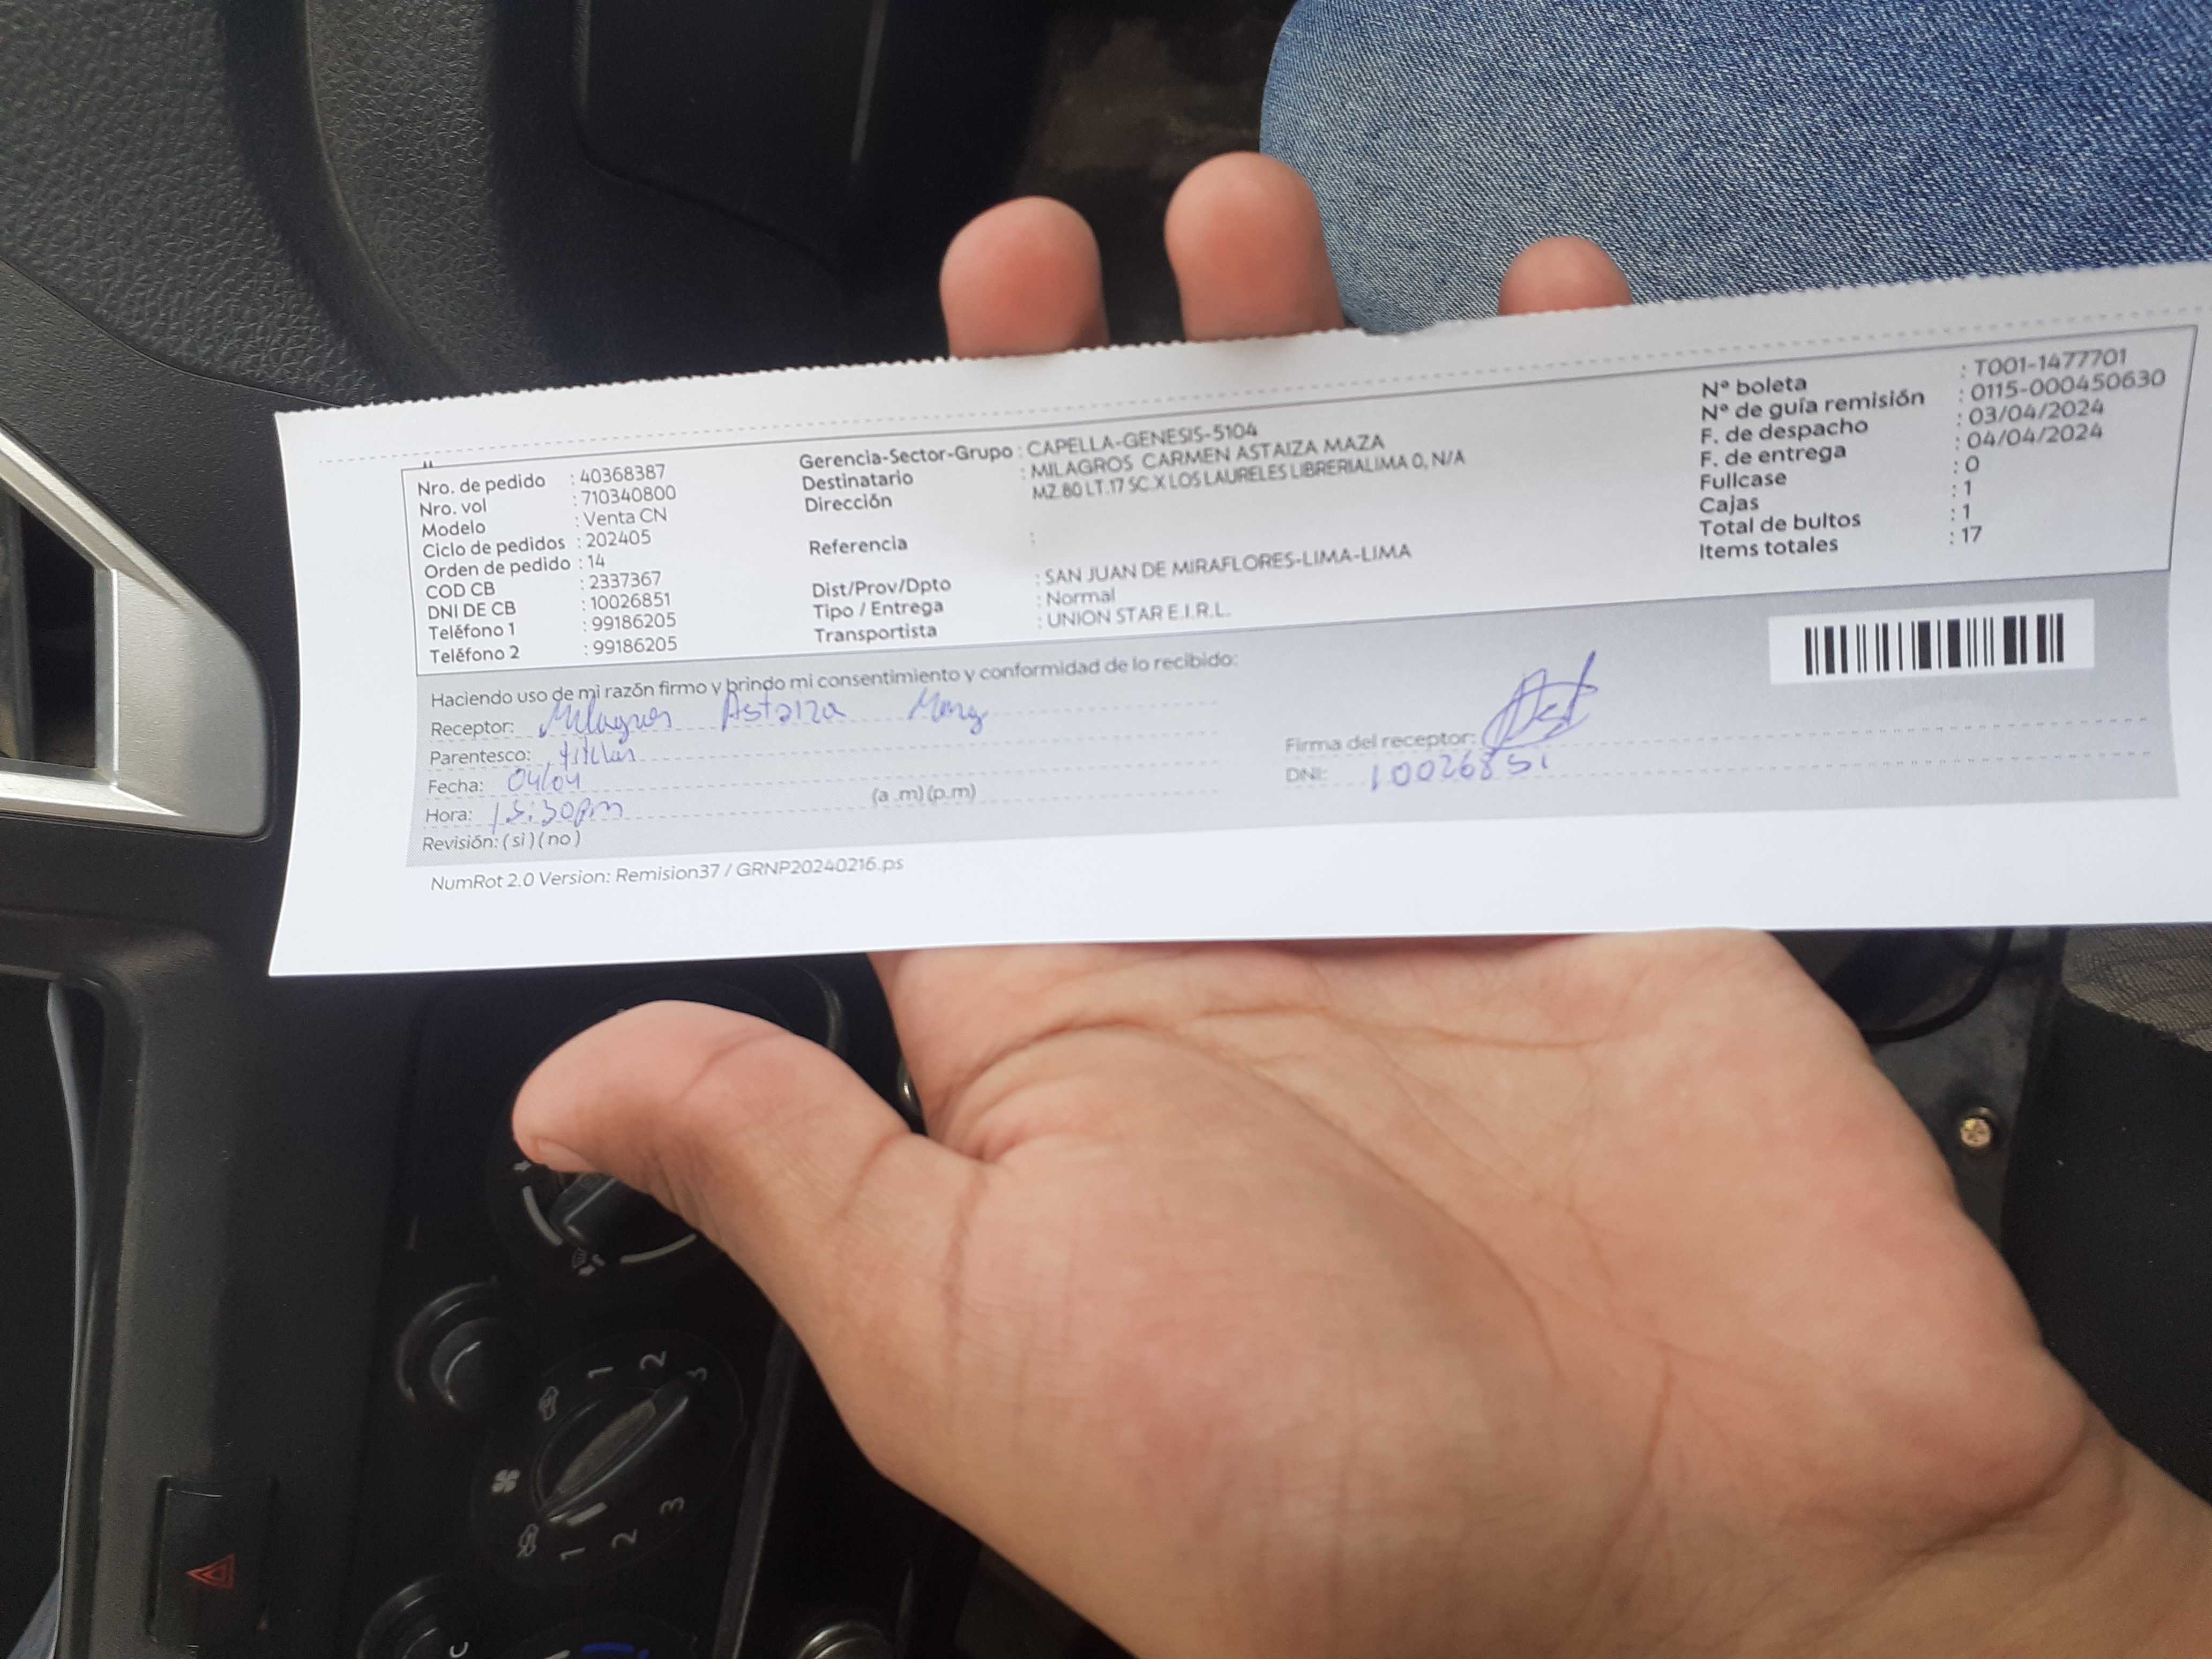 Nro. de pedido : 40368387
Nro. vol : 710340800
Modelo : Venta CN
Ciclo de pedidos : 202405
Orden de pedido : 14
COD CB : 2337367
DNI DE CB : 10026851
Teléfono 1 : 99186205
Teléfono 2 : 99186205
Gerencia-Sector-Grupo : CAPELLA-GENESIS-5104
Destinatario : MILAGROS CARMEN ASTAIZA MAZA
Dirección : MZ.80 LT.17 SC.X LOS LAURELES LIBRERIALIMA 0, N/A
Referencia :
Dist/Prov/Dpto : SAN JUAN DE MIRAFLORES-LIMA-LIMA
Tipo / Entrega : Normal
Transportista : UNION STAR E.I.R.L.
Nº boleta : T001-1477701
Nº de guía remisión : 0115-000450630
F. de despacho : 03/04/2024
F. de entrega : 04/04/2024
Fullcase : 0
Cajas : 1
Total de bultos : 1
Items totales : 17
Haciendo uso de mi razón firmo y brindo mi consentimiento y conformidad de lo recibido:
Receptor: Milagros Astaiza
Parentesco: titular
Fecha: 04/04
Hora: :30pm (a .m) (p.m)
Revisión: ( si ) ( no )
Firma del receptor:
DNI: 10026851
NumRot 2.0 Version: Remision37 / GRNP20240216.ps
1 2 3
1 2 3